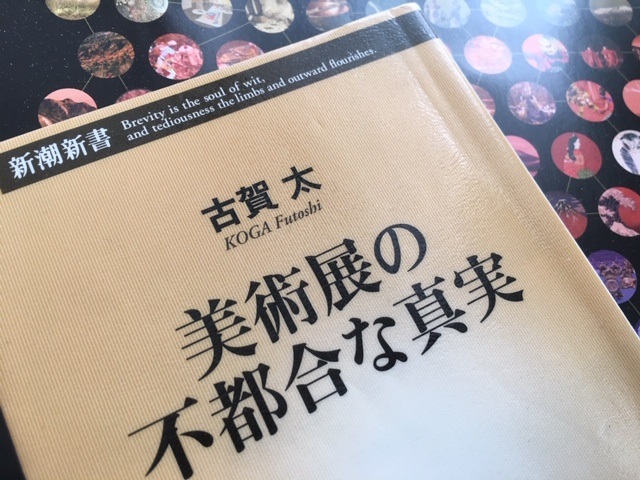 新潮新書
Brevity is the soul of wit,
and tediousness the limbs and outward flourishes.
古賀 太
KOGA Futoshi
美術展の
不都合な真実